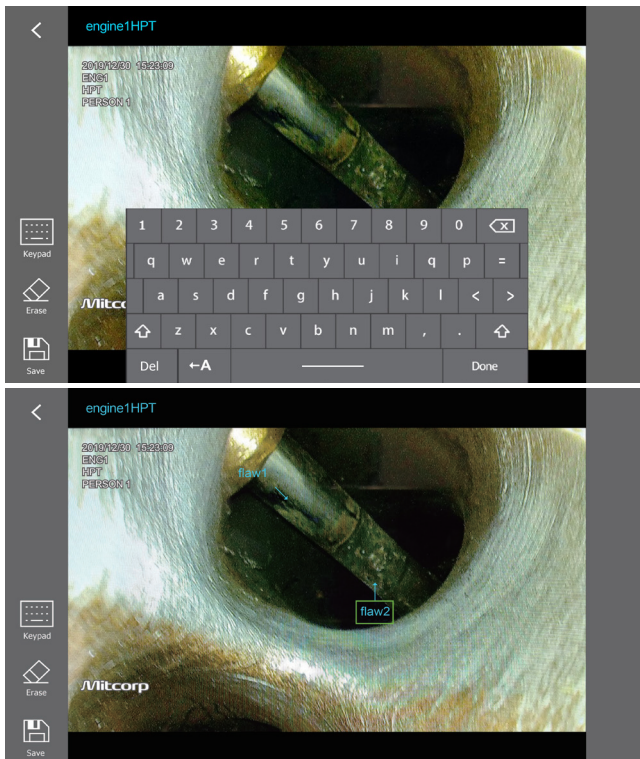 engine1HPT
2019/12/30 15:23:09
ENG1
HPT
PERSON 1
1 2 3 4 5 6 7 8 9 0
q w e r t y u i q p =
a s d f g h j k l < >
z x c v b n m , .
Del ←A Done
Keypad
Erase
Mitco
Save
engine1HPT
2019/12/30 15:23:09
ENG1
HPT
PERSON 1
flaw1
flaw2
Keypad
Erase
Mitcorp
Save